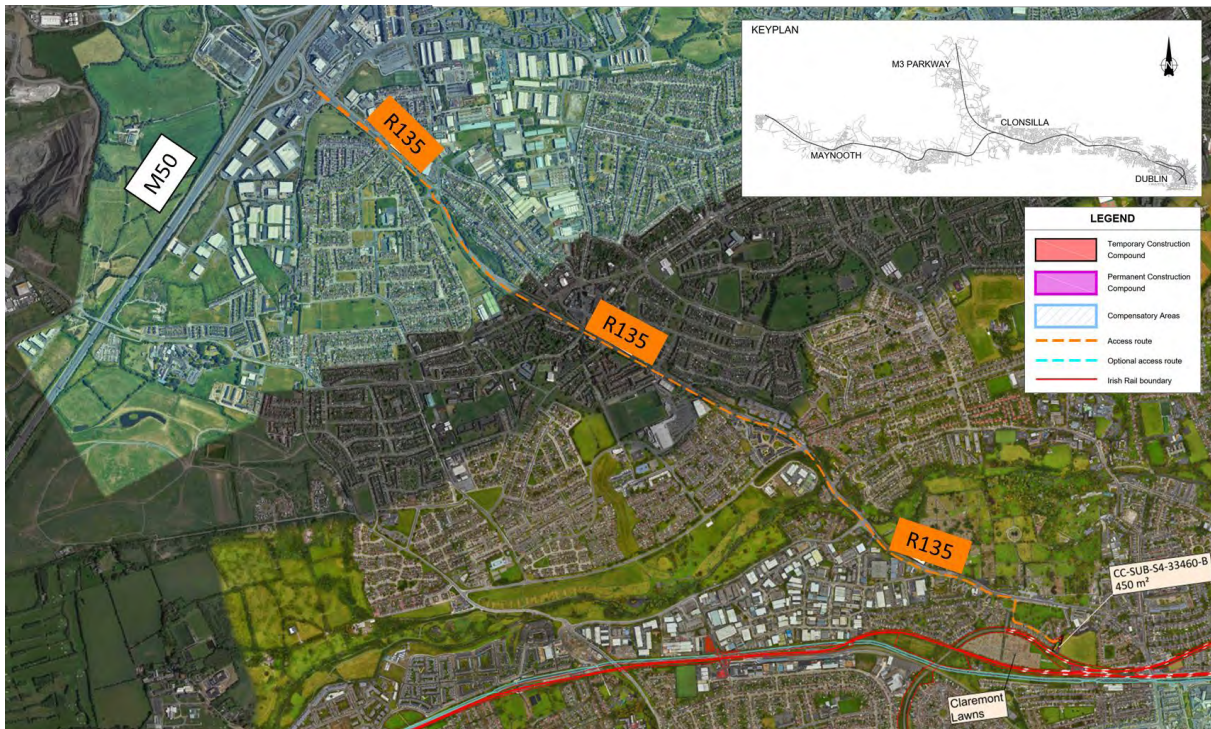 KEYPLAN
M3 PARKWAY
N
CLONSILLA
MAYNOOTH
DUBLIN
LEGEND
Temporary Construction
Compound
Permanent Construction
Compound
Compensatory Areas
Access route
Optional access route
Irish Rail boundary
M50
R135
R135
R135
CC-SUB-S4-33460-B
450 m²
Claremont
Lawns